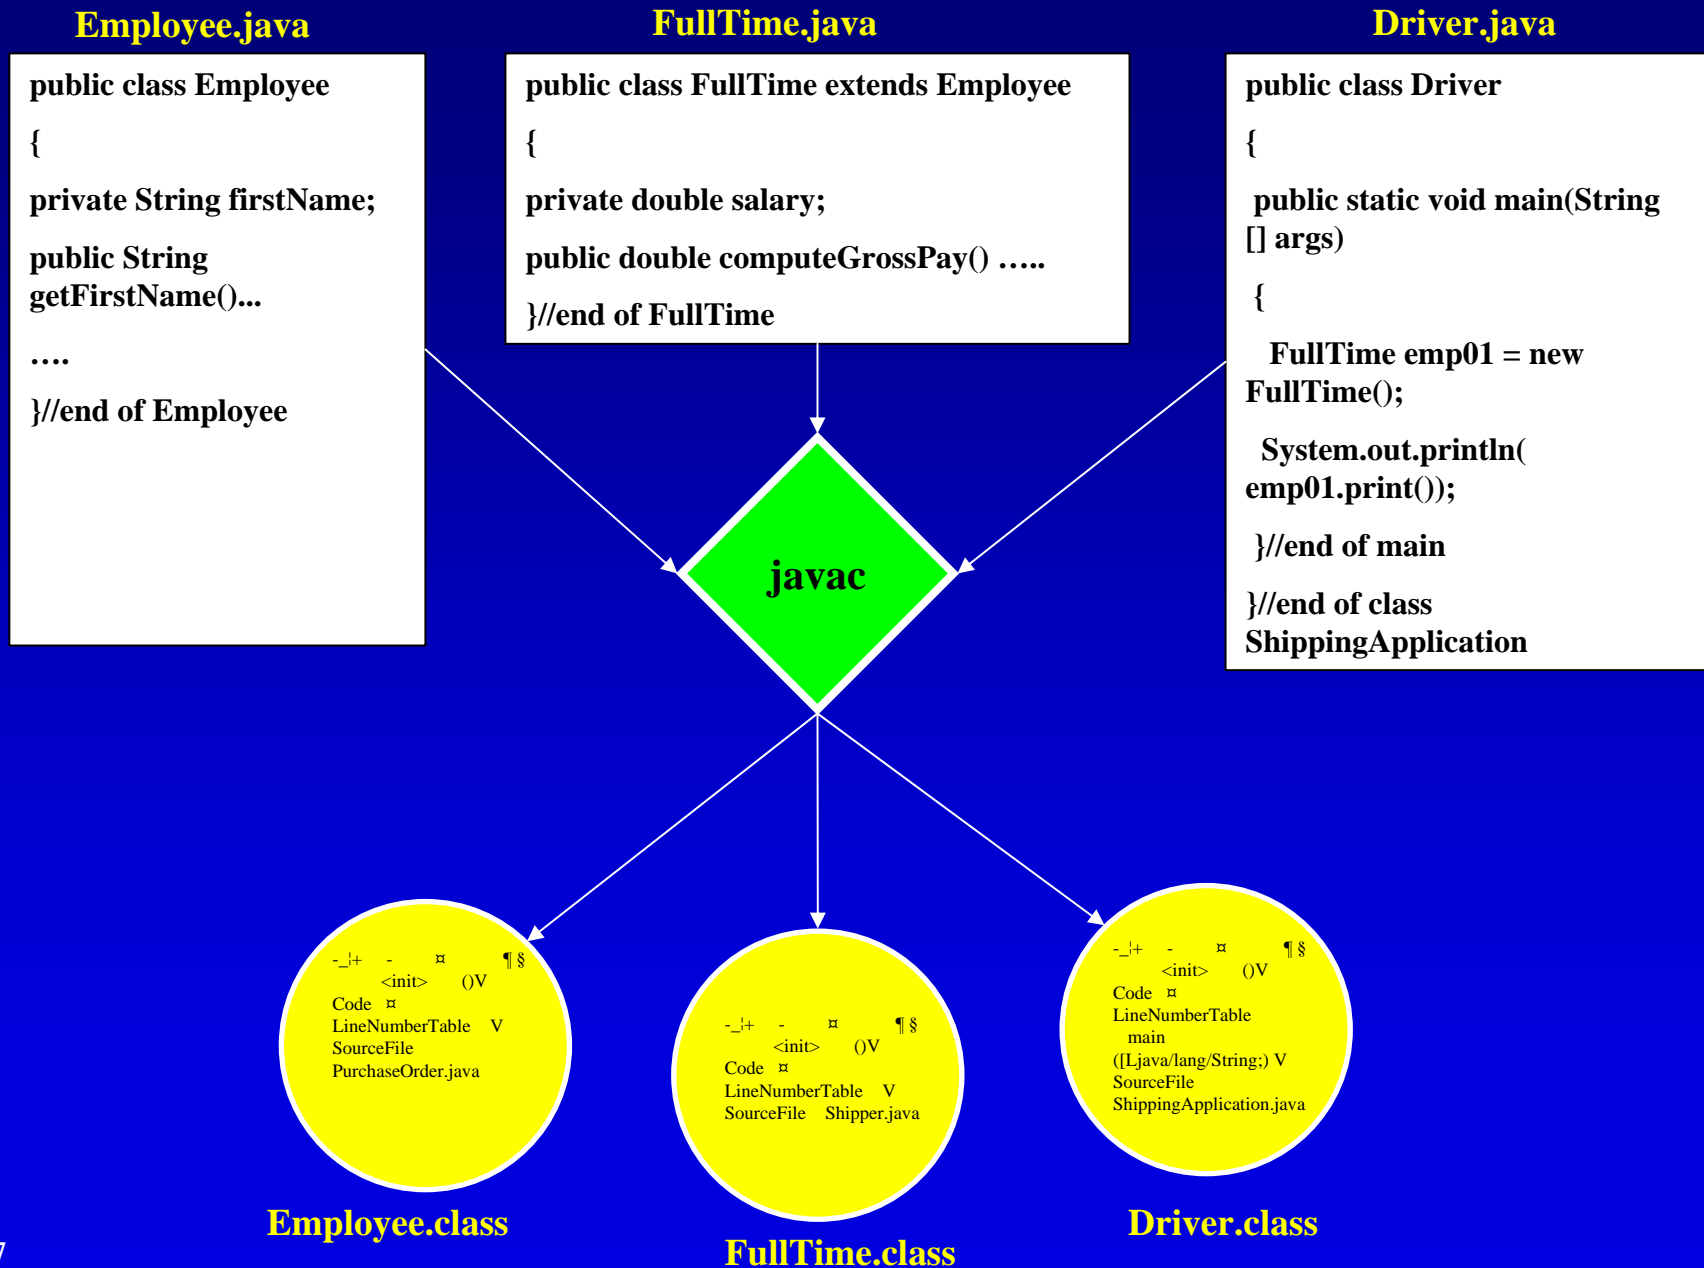 Employee.java
public class Employee
{
private String firstName;
public String
getFirstName()...
….
}//end of Employee
FullTime.java
public class FullTime extends Employee
{
private double salary;
public double computeGrossPay() …..
}//end of FullTime
Driver.java
public class Driver
{
public static void main(String
[] args)
{
FullTime emp01 = new
FullTime();
System.out.println(
emp01.print());
}//end of main
}//end of class
ShippingApplication
javac
-_¦+ - ¤ ¶ §
<init> ()V
Code ¤
LineNumberTable V
SourceFile
PurchaseOrder.java
Employee.class
-_¦+ - ¤ ¶ §
<init> ()V
Code ¤
LineNumberTable V
SourceFile Shipper.java
FullTime.class
-_¦+ - ¤ ¶ §
<init> ()V
Code ¤
LineNumberTable
main
([Ljava/lang/String;) V
SourceFile
ShippingApplication.java
Driver.class
7